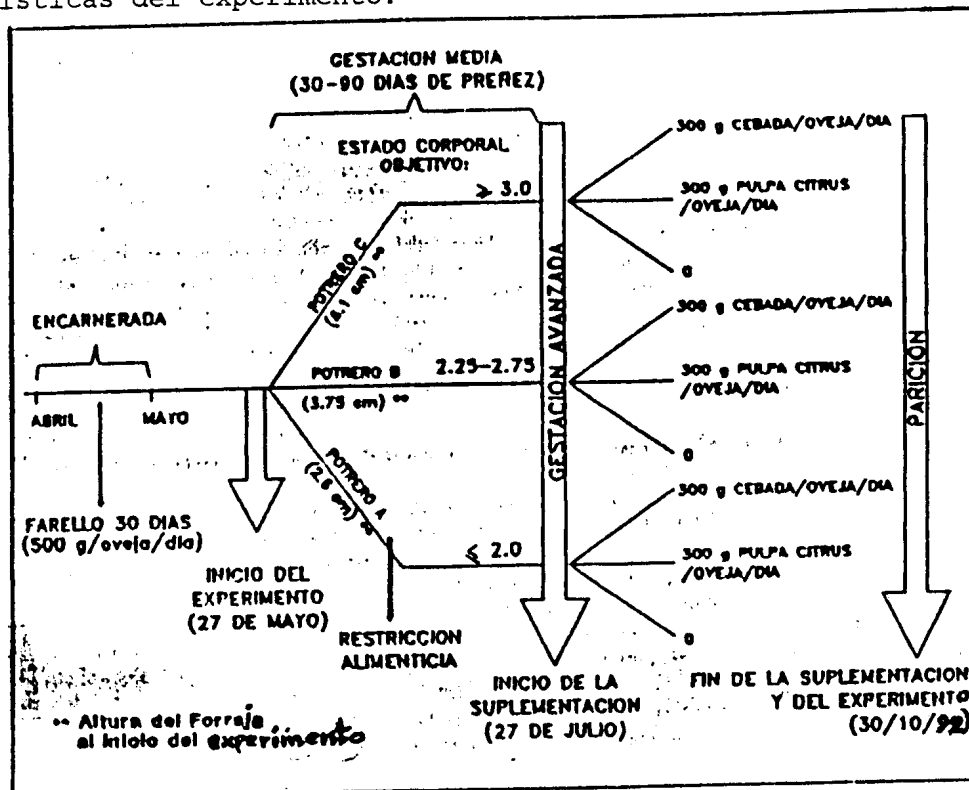 ísticas del experimento.
GESTACION MEDIA
(30-90 DIAS DE PREÑEZ)
ESTADO CORPORAL
OBJETIVO:
≥ 3.0
POTRERO C
(4.1 cm) **
300 g CEBADA/OVEJA/DIA
300 g PULPA CITRUS
/OVEJA/DIA
0
ENCARNERADA
ABRIL
MAYO
FARELLO 30 DIAS
(500 g/oveja/día)
POTRERO B
(3.75 cm) **
2.25-2.75
300 g CEBADA/OVEJA/DIA
300 g PULPA CITRUS
/OVEJA/DIA
0
GESTACION AVANZADA
PARICIÓN
POTRERO A
(2.6 cm) **
≤ 2.0
300 g CEBADA/OVEJA/DIA
300 g PULPA CITRUS
/OVEJA/DIA
0
INICIO DEL
EXPERIMENTO
(27 DE MAYO)
RESTRICCION
ALIMENTICIA
INICIO DE LA
SUPLEMENTACION
(27 DE JULIO)
FIN DE LA SUPLEMENTACION
Y DEL EXPERIMENTO
(30/10/92)
** Altura del Forraje
al inicio del experimento